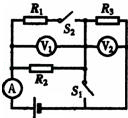 R₁ S₂ R₃
V₁ V₂
R₂
A S₁